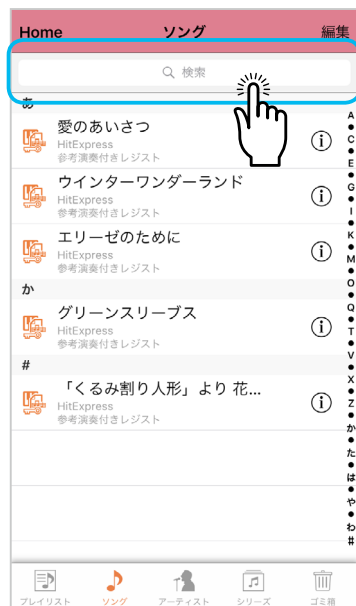 Home ソング 編集
検索
あ
愛のあいさつ
HitExpress
参考演奏付きレジスト
ウインターワンダーランド
HitExpress
参考演奏付きレジスト
エリーゼのために
HitExpress
参考演奏付きレジスト
か
グリーンスリーブス
HitExpress
参考演奏付きレジスト
#
「くるみ割り人形」より 花...
HitExpress
参考演奏付きレジスト
A
●
C
●
E
●
G
●
I
●
K
●
M
●
O
●
Q
●
T
●
V
●
X
●
Z
●
か
●
た
●
は
●
や
●
わ
#
プレイリスト ソング アーティスト シリーズ ゴミ箱